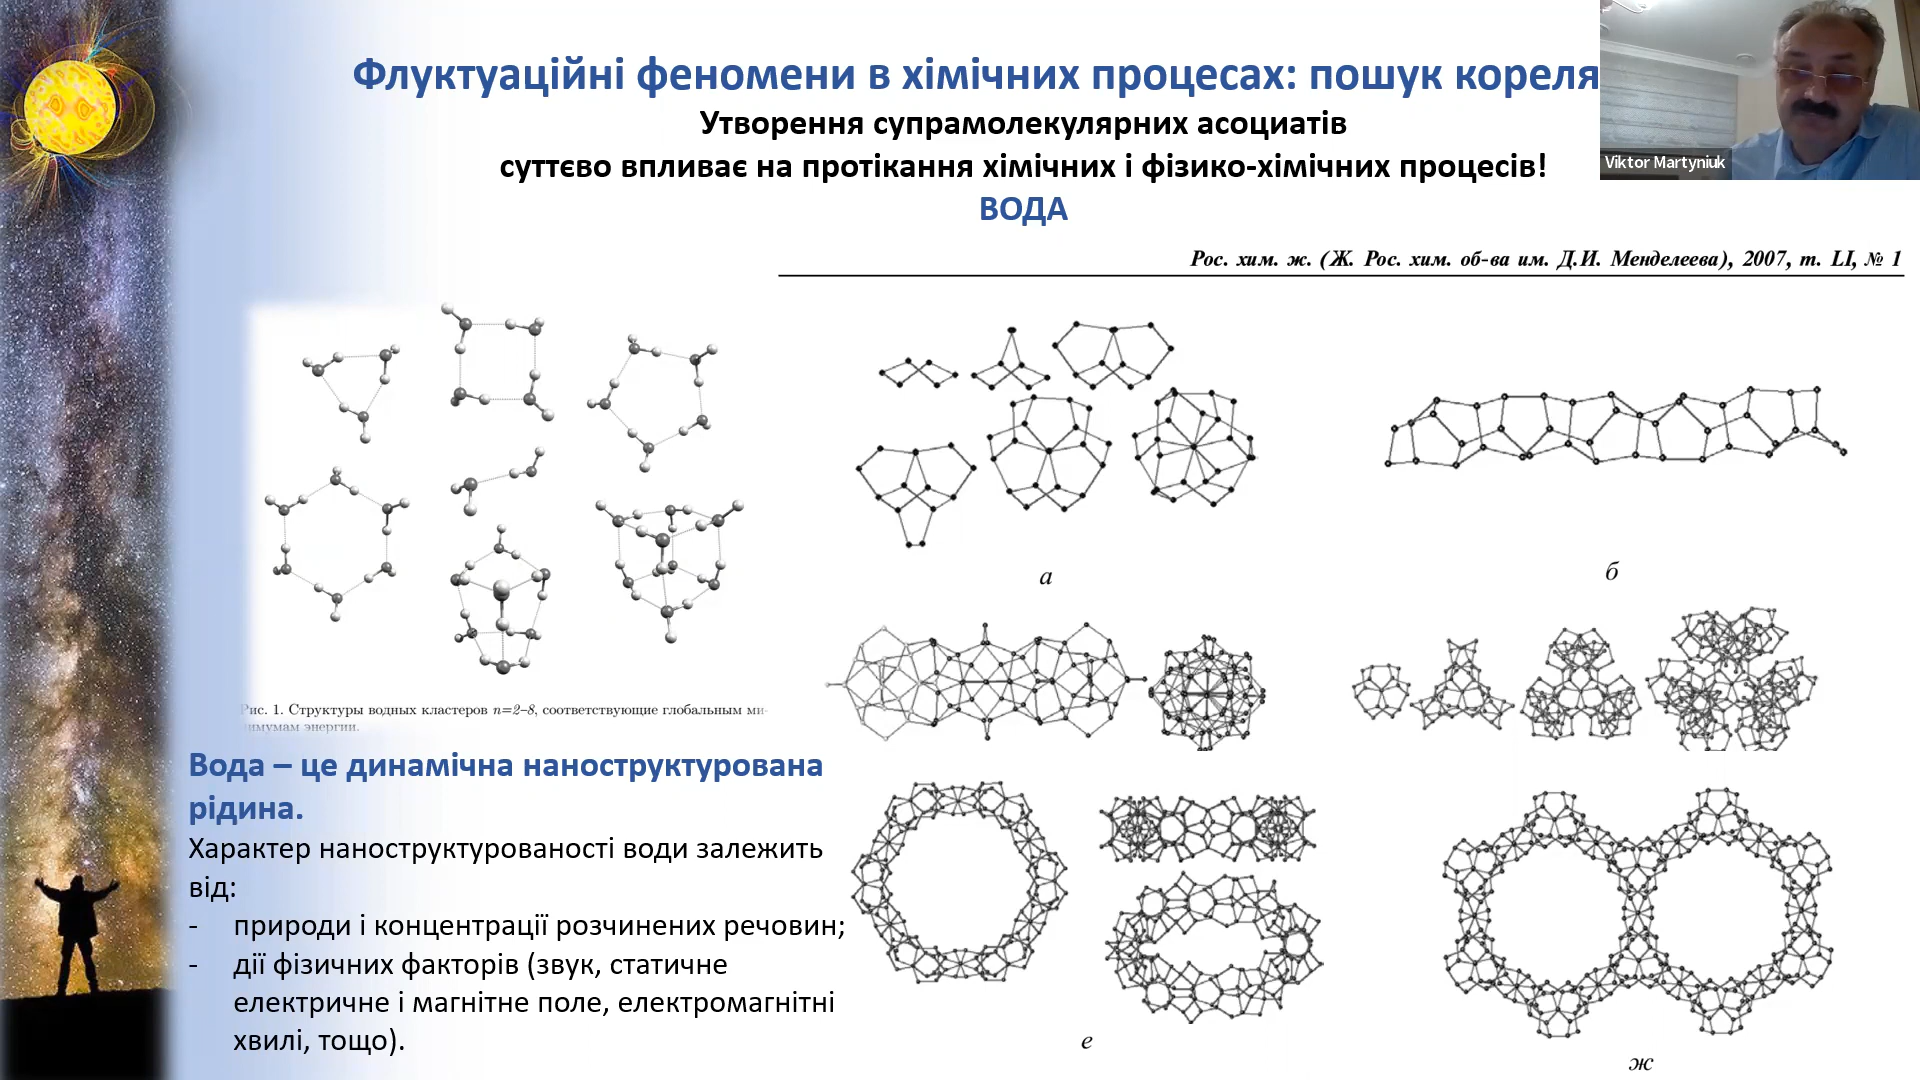 Флуктуаційні феномени в хімічних процесах: пошук кореля
Утворення супрамолекулярних асоциатів
суттєво впливає на протікання хімічних і фізико-хімічних процесів!
ВОДА
Viktor Martyniuk
Рос. хим. ж. (Ж. Рос. хим. об-ва им. Д.И. Менделеева), 2007, т. LI, № 1
а
б
Рис. 1. Структуры водных кластеров n=2–8, соответствующие глобальным ми-
нимумам энергии.
Вода – це динамічна наноструктурована
рідина.
Характер наноструктурованості води залежить
від:
- природи і концентрації розчинених речовин;
- дії фізичних факторів (звук, статичне
електричне і магнітне поле, електромагнітні
хвилі, тощо).
е
ж